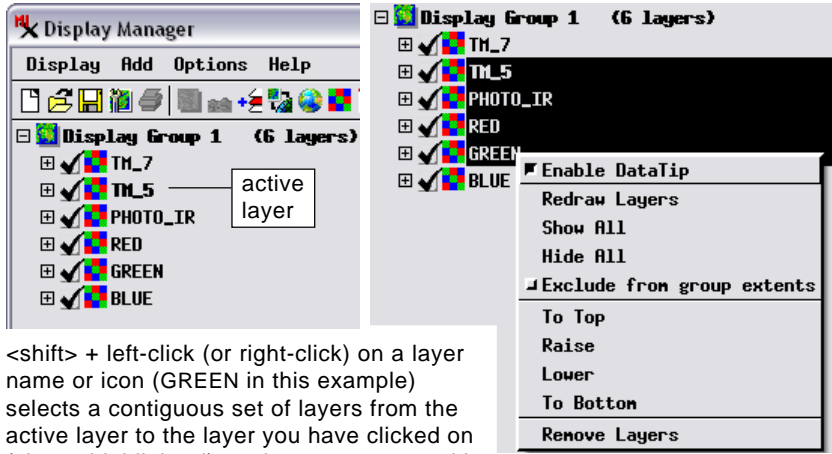 Display Manager
Display Add Options Help
Display Group 1 (6 layers)
TM_7
TM_5
PHOTO_IR
RED
GREEN
BLUE
active
layer
Display Group 1 (6 layers)
TM_7
TM_5
PHOTO_IR
RED
GREEN
BLUE
Enable DataTip
Redraw Layers
Show All
Hide All
Exclude from group extents
To Top
Raise
Lower
To Bottom
Remove Layers
<shift> + left-click (or right-click) on a layer
name or icon (GREEN in this example)
selects a contiguous set of layers from the
active layer to the layer you have clicked on